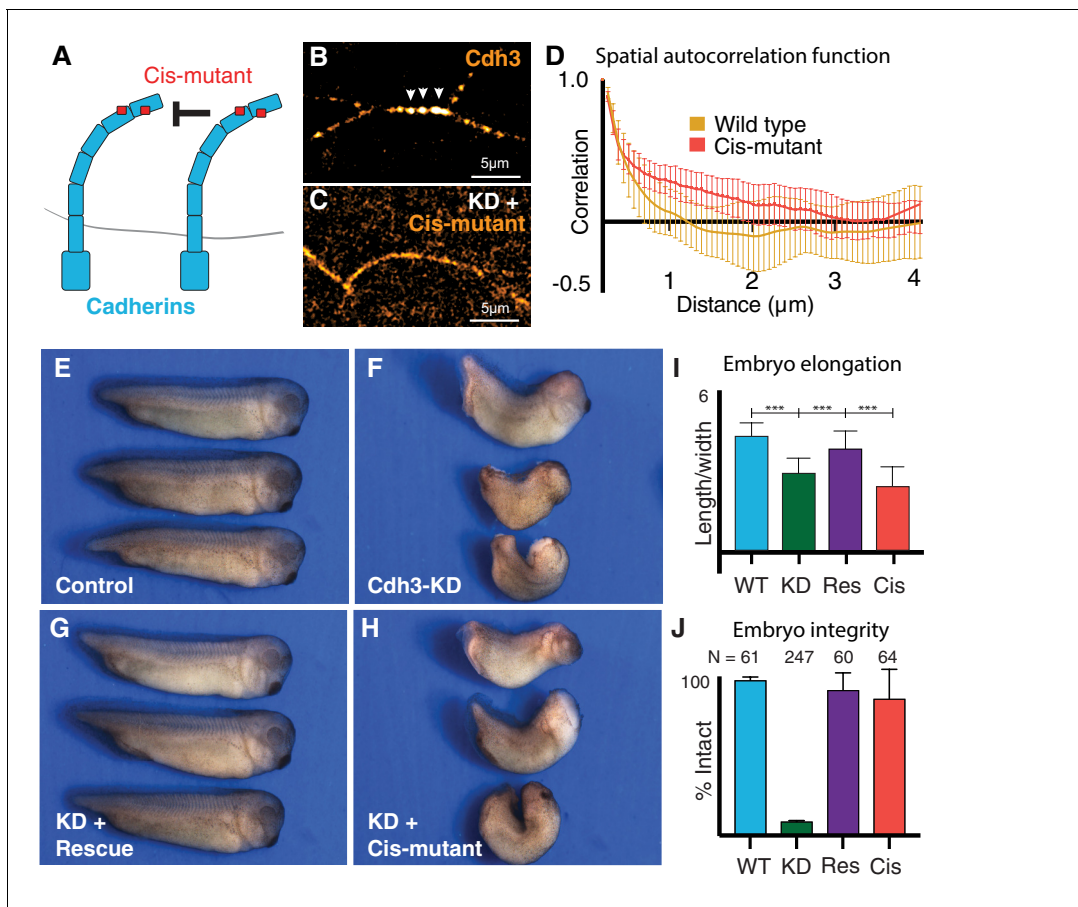 A
Cis-mutant
Cadherins
B
Cdh3
5µm
C
KD +
Cis-mutant
5µm
D
Spatial autocorrelation function
1.0
Wild type
Cis-mutant
Correlation
-0.5
1
2
3
4
Distance (µm)
E
Control
F
Cdh3-KD
G
KD +
Rescue
H
KD +
Cis-mutant
I
Embryo elongation
6
*** *** ***
Length/width
WT KD Res Cis
J
Embryo integrity
N = 61 247 60 64
100
% Intact
WT KD Res Cis